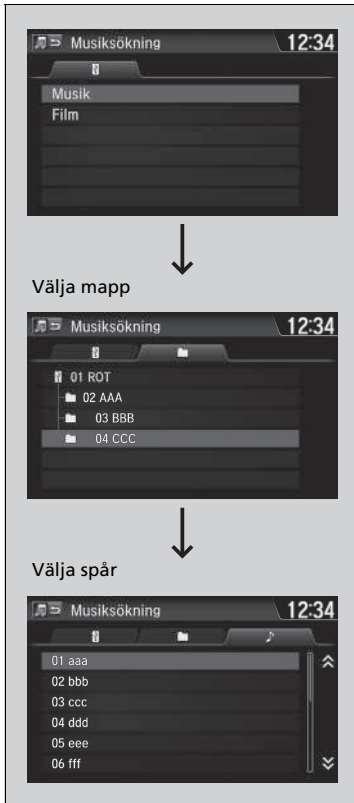 Musiksökning 12:34
Musik
Film
Välja mapp
Musiksökning 12:34
01 ROT
02 AAA
03 BBB
04 CCC
Välja spår
Musiksökning 12:34
01 aaa
02 bbb
03 ccc
04 ddd
05 eee
06 fff